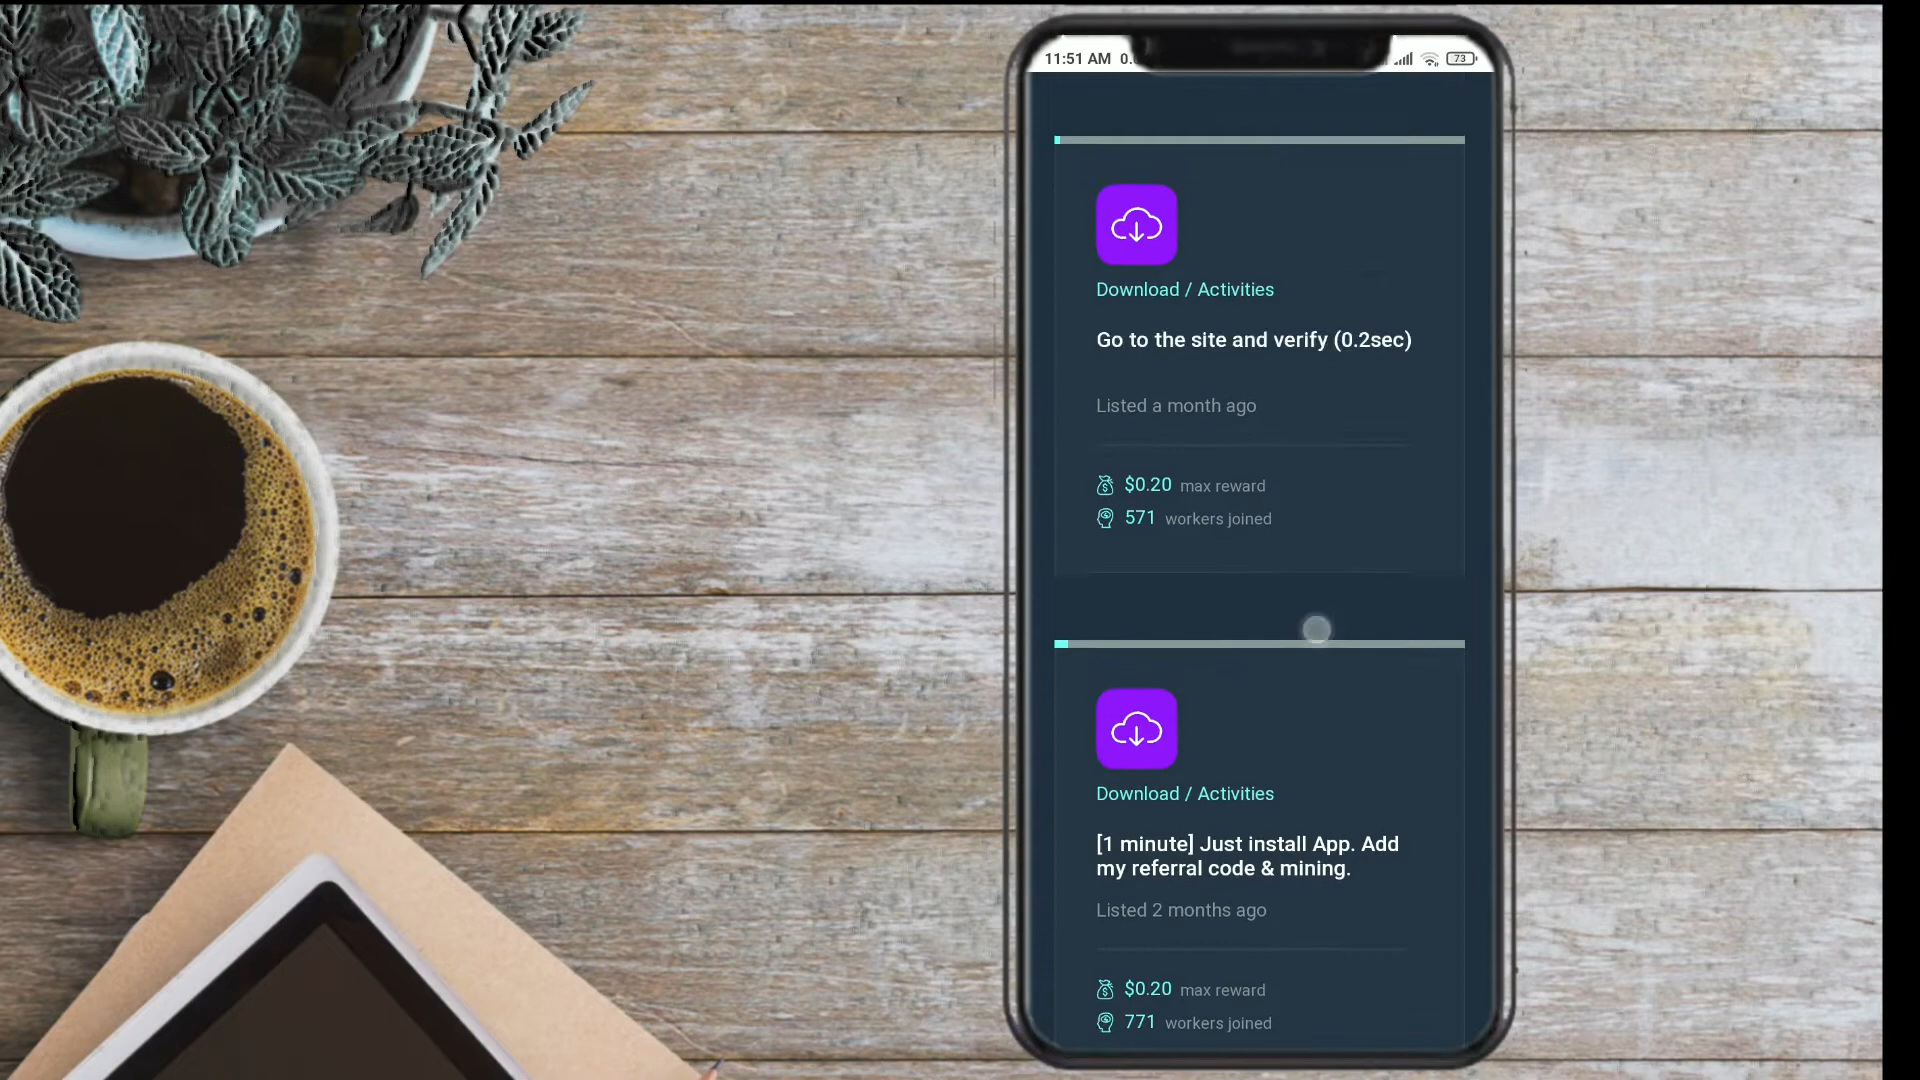 11:51 AM 0.
73
Download / Activities
Go to the site and verify (0.2sec)
Listed a month ago
$0.20 max reward
571 workers joined
Download / Activities
[1 minute] Just install App. Add
my referral code & mining.
Listed 2 months ago
$0.20 max reward
771 workers joined